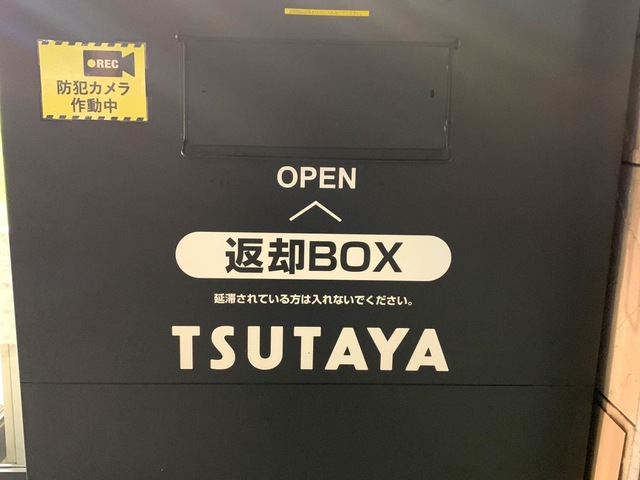 REC
防犯カメラ
作動中
OPEN
返却BOX
延滞されている方は入れないでください。
TSUTAYA